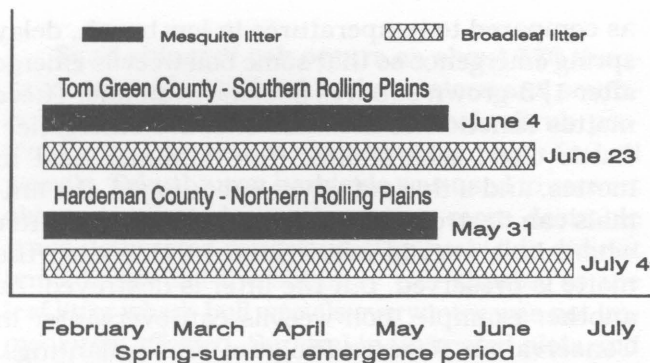 Mesquite litter Broadleaf litter
Tom Green County - Southern Rolling Plains
June 4
June 23
Hardeman County - Northern Rolling Plains
May 31
July 4
February March April May June July
Spring-summer emergence period